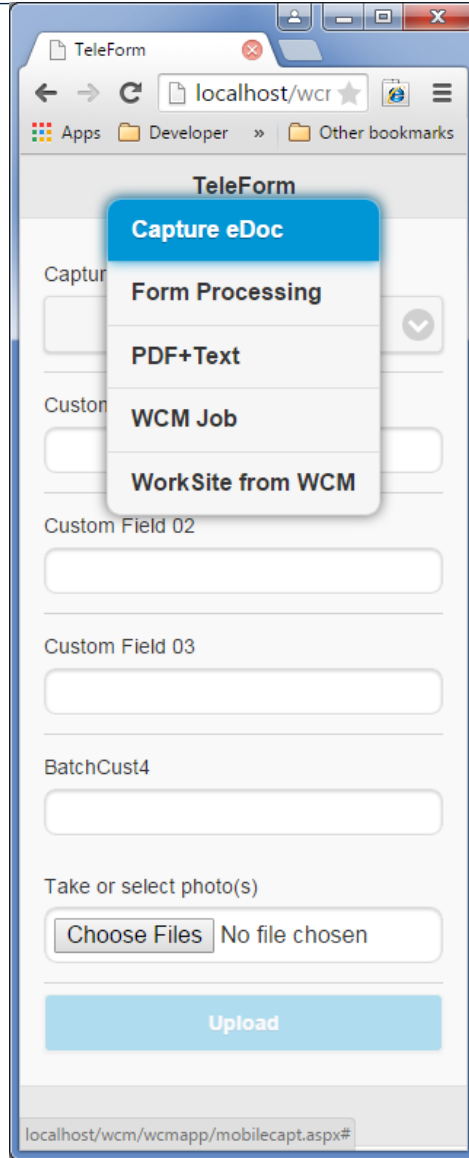 TeleForm
localhost/wcr
Apps Developer » Other bookmarks
TeleForm
Capture eDoc
Captur
Form Processing
PDF+Text
Custon
WCM Job
WorkSite from WCM
Custom Field 02
Custom Field 03
BatchCust4
Take or select photo(s)
Choose Files No file chosen
Upload
localhost/wcm/wcmapp/mobilecapt.aspx#